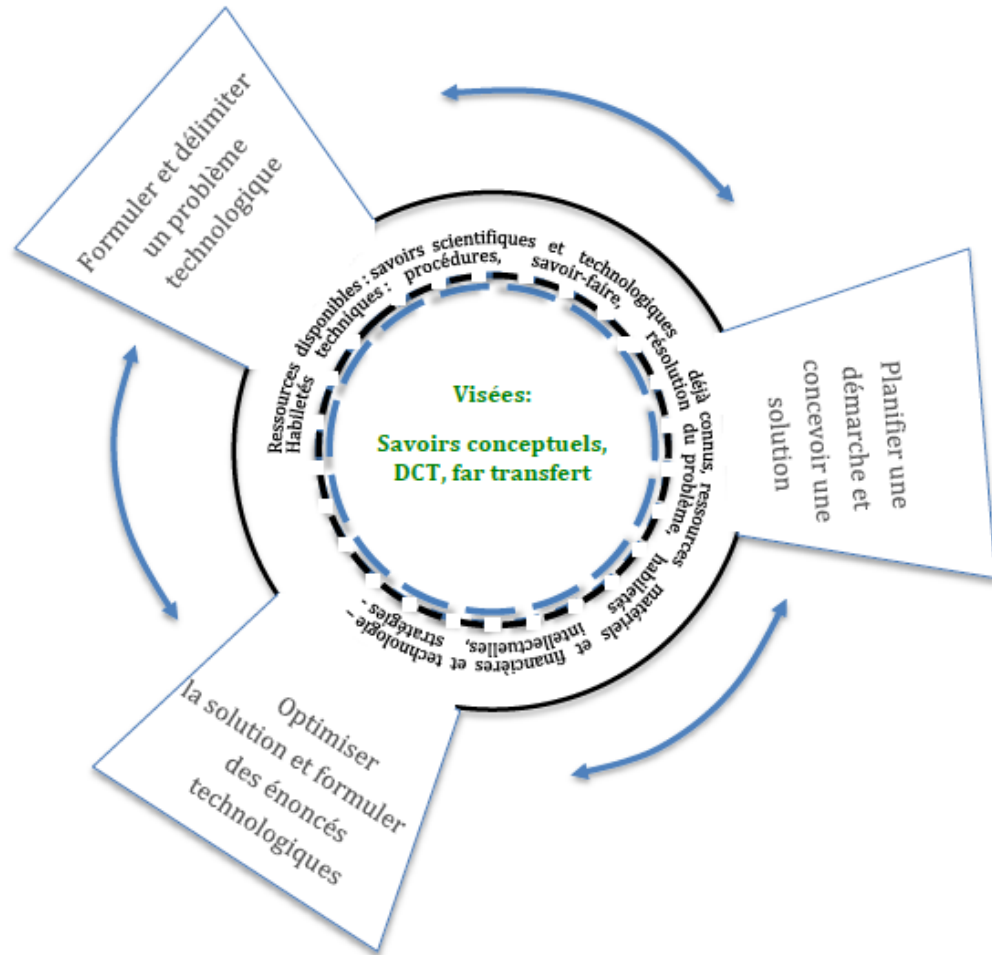 Formuler et délimiter
un problème
technologique
Ressources disponibles : savoirs scientifiques et technologiques déjà connus, ressources matériels et financières et technologie –
Habiletés techniques : procédures, savoir-faire, résolution du problème, habiletés intellectuelles, stratégies -
Visées:
Savoirs conceptuels,
DCT, far transfert
Planifier une
démarche et
concevoir une
solution
Optimiser
la solution et formuler
des énoncés
technologiques